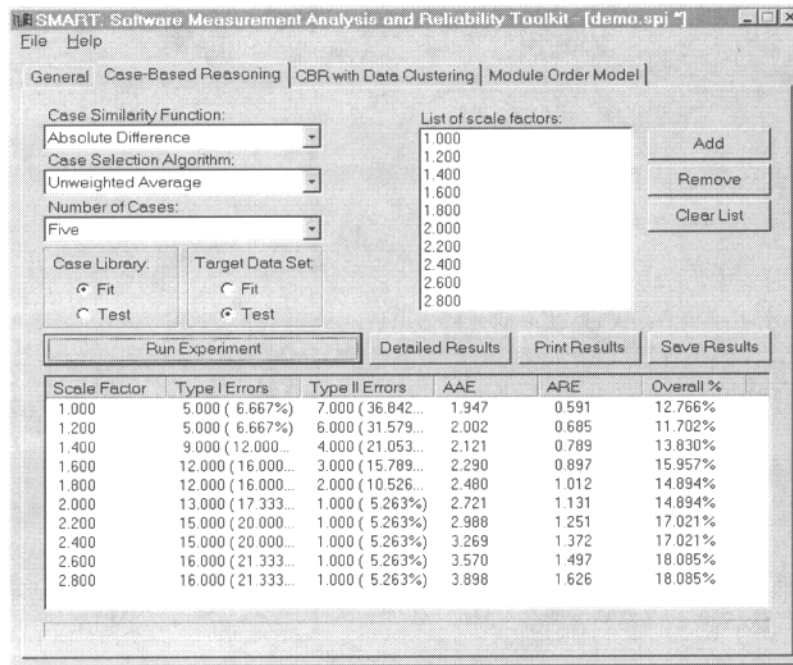 SMART. Software Measurement Analysis and Reliability Toolkit - [demo.spj *]
File Help
General Case-Based Reasoning CBR with Data Clustering Module Order Model
Case Similarity Function:
Absolute Difference
Case Selection Algorithm:
Unweighted Average
Number of Cases:
Five
Case Library:
Fit
Test
Target Data Set:
Fit
Test
List of scale factors:
1.000
1.200
1.400
1.600
1.800
2.000
2.200
2.400
2.600
2.800
Add
Remove
Clear List
Run Experiment Detailed Results Print Results Save Results
Scale Factor Type I Errors Type II Errors AAE ARE Overall %
1.000 5.000 ( 6.667%) 7.000 (36.842... 1.947 0.591 12.766%
1.200 5.000 ( 6.667%) 6.000 (31.579... 2.002 0.685 11.702%
1.400 9.000 (12.000... 4.000 (21.053... 2.121 0.789 13.830%
1.600 12.000 (16.000... 3.000 (15.789... 2.290 0.897 15.957%
1.800 12.000 (16.000... 2.000 (10.526... 2.480 1.012 14.894%
2.000 13.000 (17.333... 1.000 ( 5.263%) 2.721 1.131 14.894%
2.200 15.000 (20.000... 1.000 ( 5.263%) 2.988 1.251 17.021%
2.400 15.000 (20.000... 1.000 ( 5.263%) 3.269 1.372 17.021%
2.600 16.000 (21.333... 1.000 ( 5.263%) 3.570 1.497 18.085%
2.800 16.000 (21.333... 1.000 ( 5.263%) 3.898 1.626 18.085%